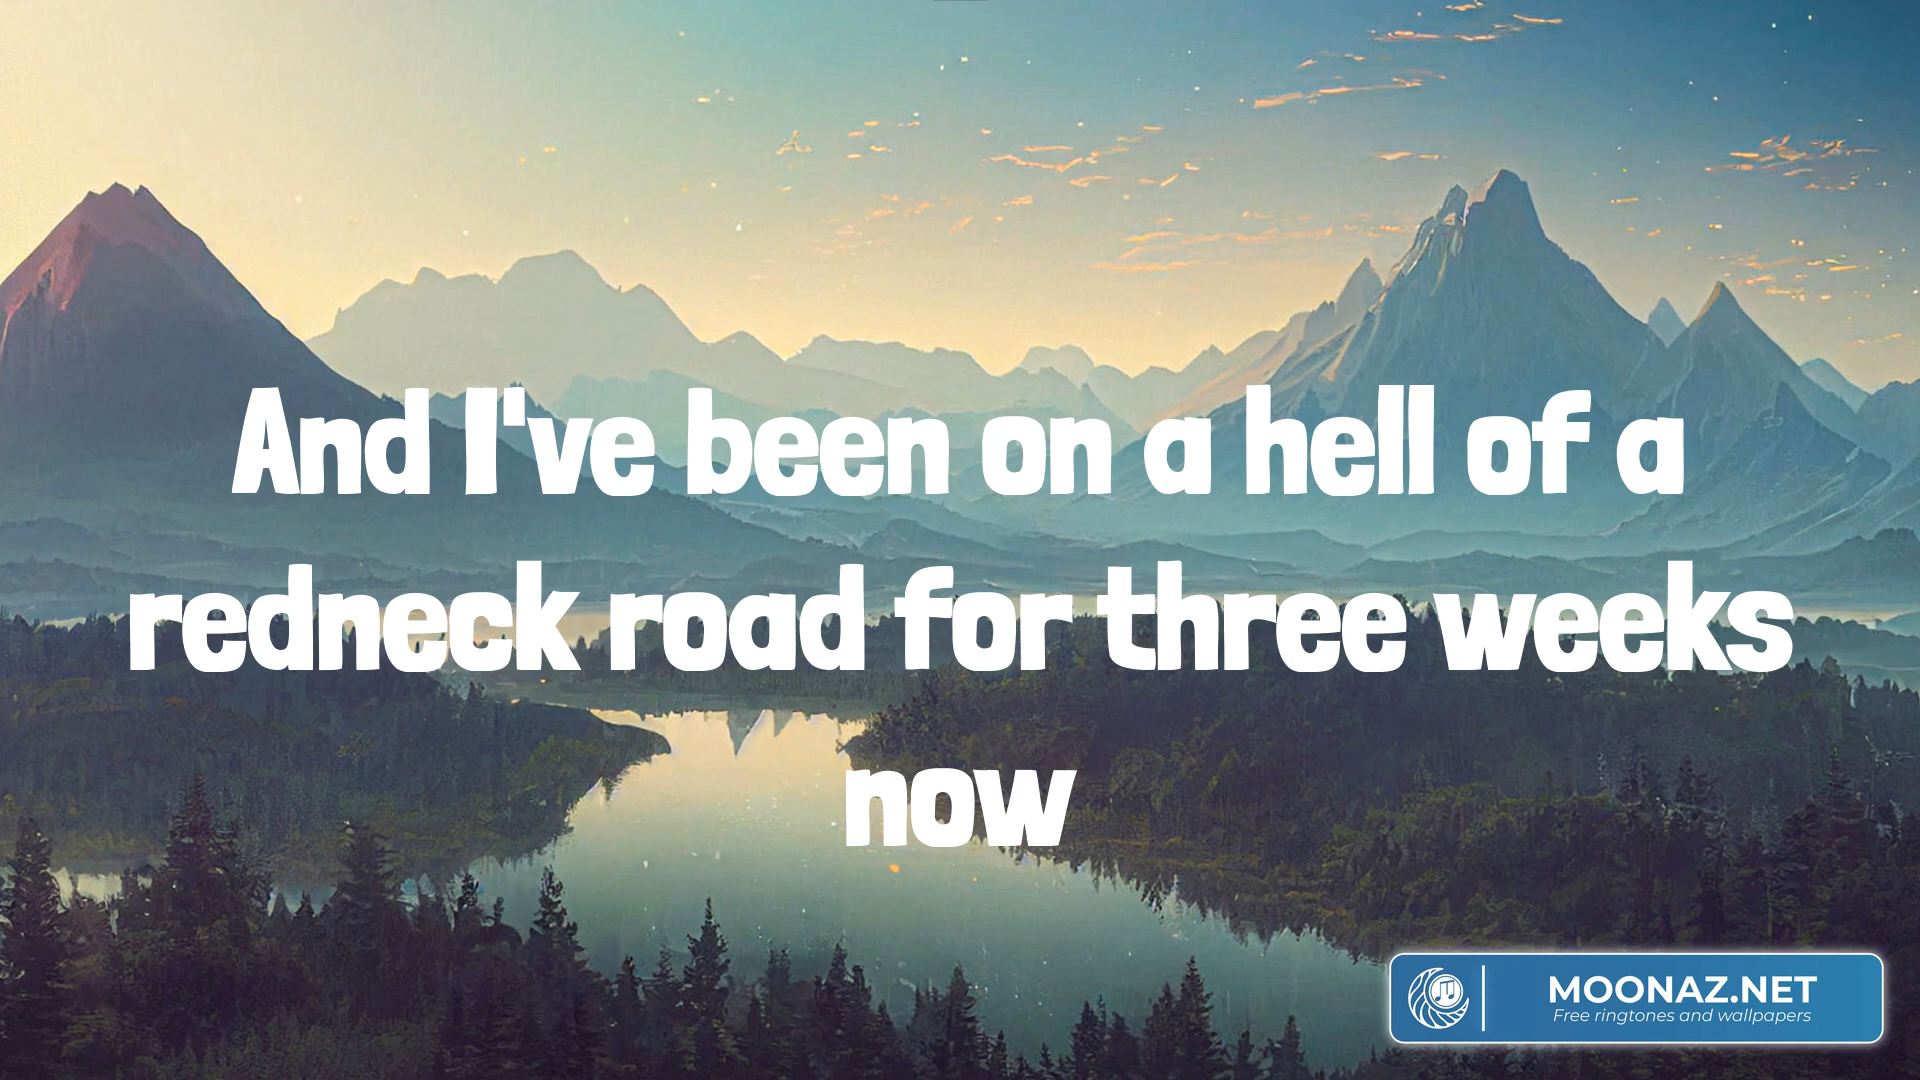 And I've been on a hell of a
redneck road for three weeks
now
MOONAZ.NET
Free ringtones and wallpapers